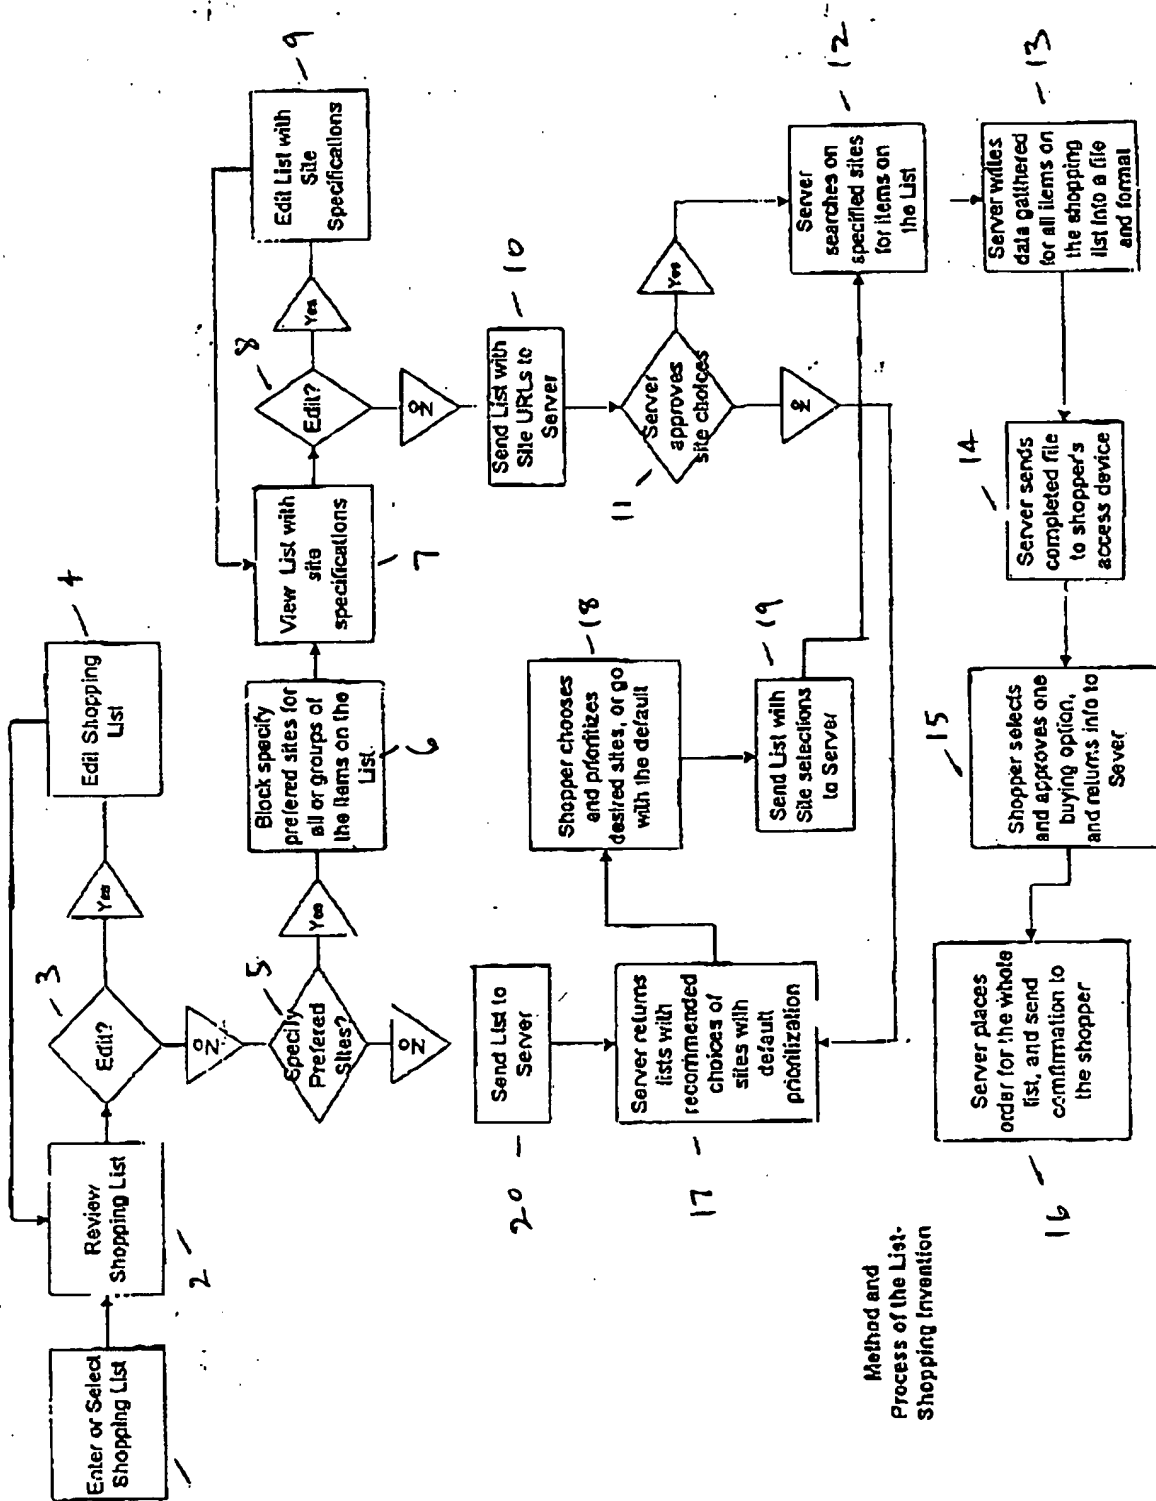 Enter or Select
Shopping List
Review
Shopping List
2
Edit?
3
Yes
Edit Shopping
List
4
No
Specify
Prefered
Sites?
5
Yes
Block specify
prefered sites for
all or groups of
the items on the
List.
6
View List with
site
specifications
7
Edit?
8
Yes
Edit List with
Site
Specifications
9
No
No
Send List with
Site URLs to
Server
10
Server
approves
site choices
11
Yes
No
Send List to
Server
20
Server returns
lists with
recommended
choices of
sites with
default
prioritization
17
Shopper chooses
and prioritizes
desired sites, or go
with the default
18
Send List with
Site selections
to Server
19
Server
searches on
specified sites
for items on
the List
12
Server writes
data gathered
for all items on
the shopping
list into a file
and format
13
Server sends
completed file
to shopper's
access device
14
Shopper selects
and approves one
buying option,
and returns info to
Sever
15
Server places
order for the whole
list, and send
confirmation to
the shopper
16
Method and
Process of the List-
Shopping Invention